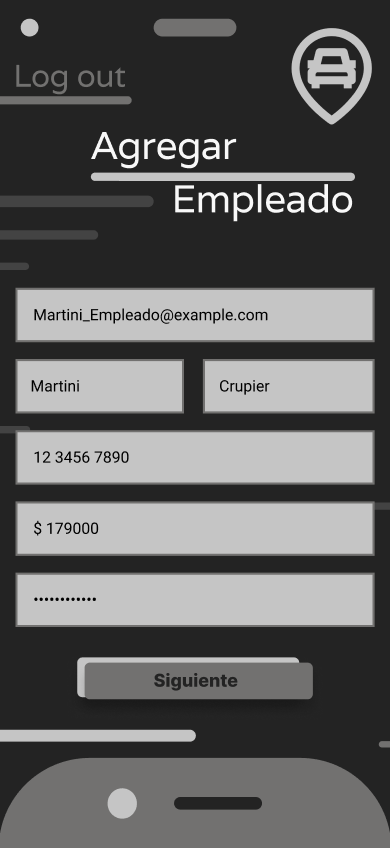 Log out
Agregar
Empleado
Martini_Empleado@example.com
Martini
Crupier
12 3456 7890
$ 179000
••••••••••••
Siguiente